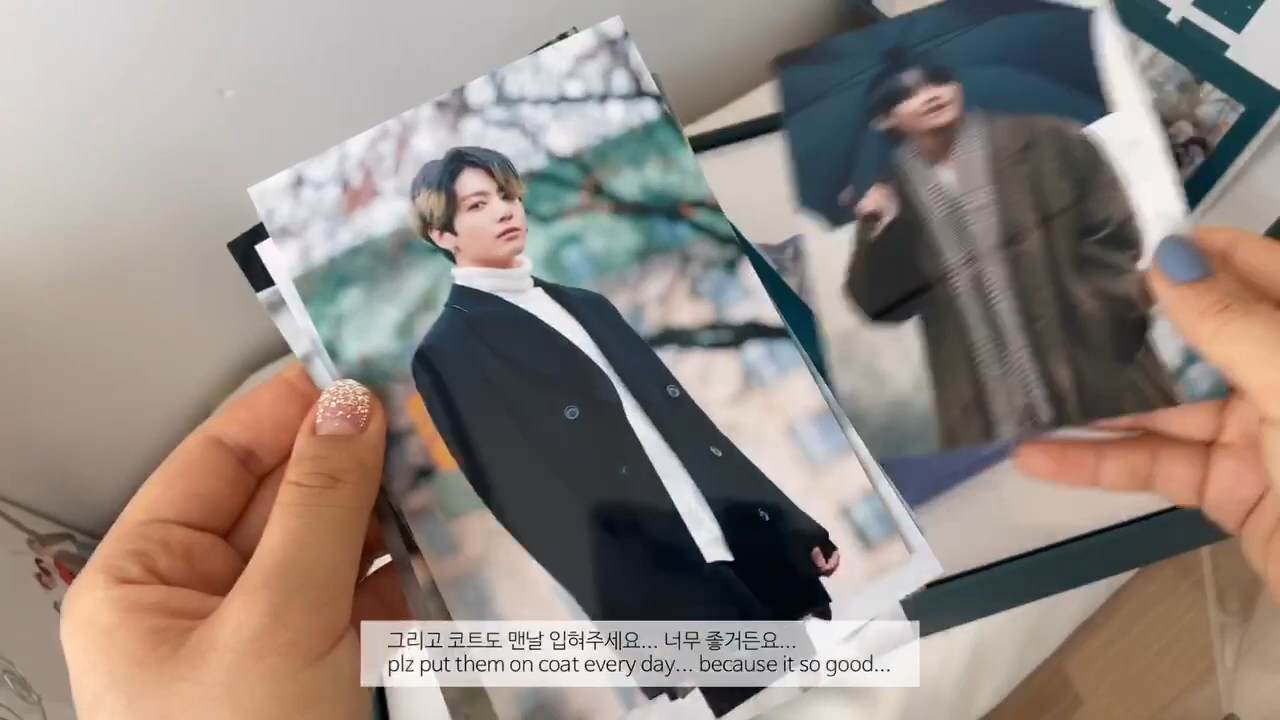 그리고 코트도 맨날 입혀주세요... 너무 좋거든요...
plz put them on coat every day... because it so good...